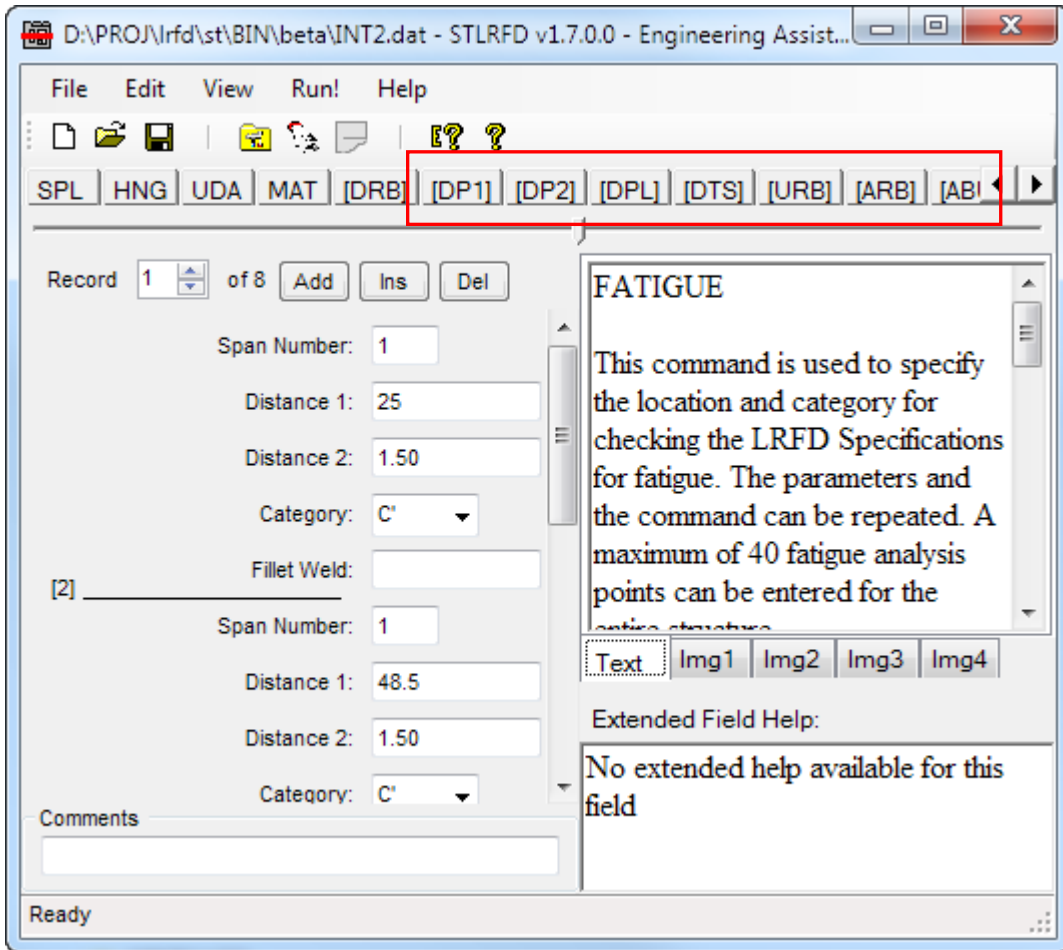 D:\PROJ\lrfd\st\BIN\beta\INT2.dat - STLRFD v1.7.0.0 - Engineering Assist...
File Edit View Run! Help
SPL HNG UDA MAT [DRB] [DP1] [DP2] [DPL] [DTS] [URB] [ARB] [AB
Record 1 of 8 Add Ins Del
Span Number: 1
Distance 1: 25
Distance 2: 1.50
Category: C'
Fillet Weld:
[2]
Span Number: 1
Distance 1: 48.5
Distance 2: 1.50
Category: C'
Comments
FATIGUE
This command is used to specify
the location and category for
checking the LRFD Specifications
for fatigue. The parameters and
the command can be repeated. A
maximum of 40 fatigue analysis
points can be entered for the
entire structure
Text Img1 Img2 Img3 Img4
Extended Field Help:
No extended help available for this
field
Ready